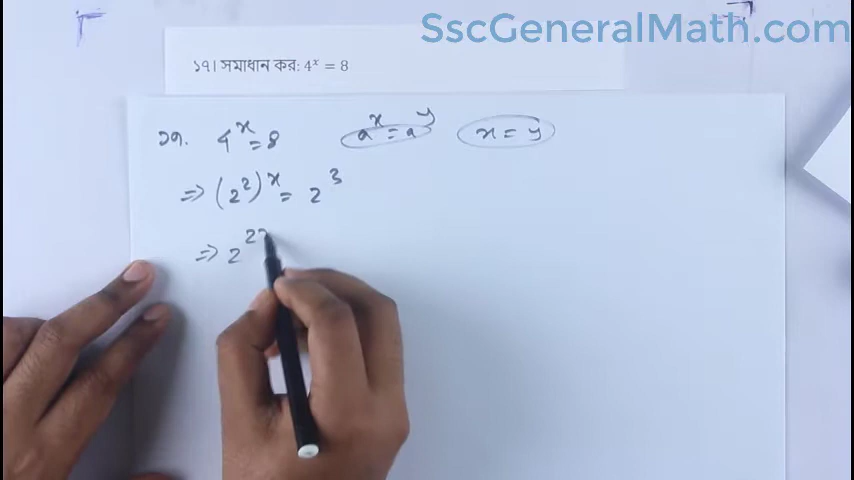 SscGeneralMath.com
১৭। সমাধান কর: 4ˣ = 8
১৭. 4ˣ = 8 aˣ = aʸ x = y
⇒ (2²)ˣ = 2³
⇒ 2²